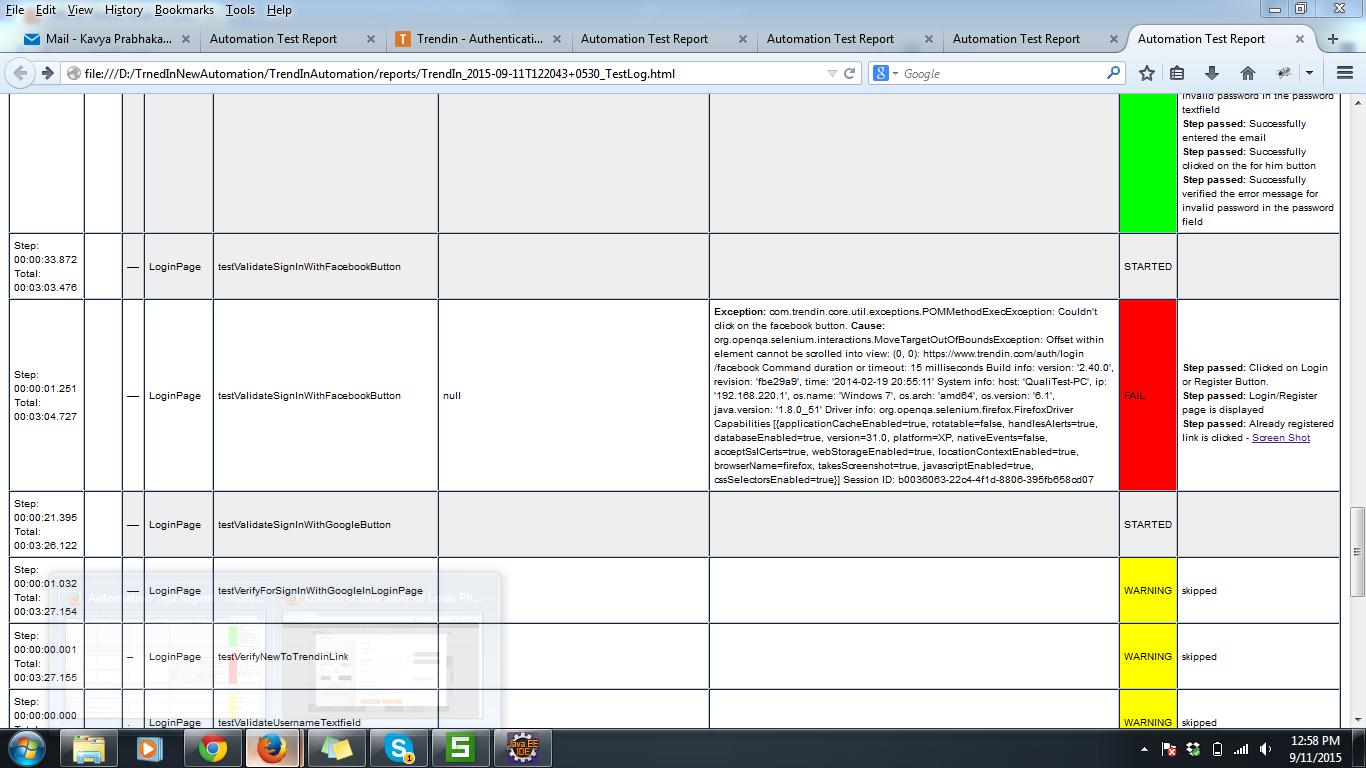 File Edit View History Bookmarks Tools Help
Mail - Kavya Prabhaka... Automation Test Report Trendin - Authenticati... Automation Test Report Automation Test Report Automation Test Report Automation Test Report
file:///D:/TrnedInNewAutomation/TrendInAutomation/reports/TrendIn_2015-09-11T122043+0530_TestLog.html Google
invalid password in the password
textfield
Step passed: Successfully
entered the email
Step passed: Successfully
clicked on the for him button
Step passed: Successfully
verified the error message for
invalid password in the password
field
Step:
00:00:33.872
Total:
00:03:03.476
— LoginPage testValidateSignInWithFacebookButton STARTED
Step:
00:00:01.251
Total:
00:03:04.727
— LoginPage testValidateSignInWithFacebookButton null
Exception: com.trendin.core.util.exceptions.POMMethodExecException: Couldn't
click on the facebook button. Cause:
org.openqa.selenium.interactions.MoveTargetOutOfBoundsException: Offset within
element cannot be scrolled into view: (0, 0): https://www.trendin.com/auth/login
/facebook Command duration or timeout: 15 milliseconds Build info: version: '2.40.0',
revision: 'fbe29a9', time: '2014-02-19 20:55:11' System info: host: 'QualiTest-PC', ip:
'192.168.220.1', os.name: 'Windows 7', os.arch: 'amd64', os.version: '6.1',
java.version: '1.8.0_51' Driver info: org.openqa.selenium.firefox.FirefoxDriver
Capabilities [{applicationCacheEnabled=true, rotatable=false, handlesAlerts=true,
databaseEnabled=true, version=31.0, platform=XP, nativeEvents=false,
acceptSslCerts=true, webStorageEnabled=true, locationContextEnabled=true,
browserName=firefox, takesScreenshot=true, javascriptEnabled=true,
cssSelectorsEnabled=true}] Session ID: b0036063-22c4-4f1d-8806-395fb658cd07
FAIL
Step passed: Clicked on Login
or Register Button.
Step passed: Login/Register
page is displayed
Step passed: Already registered
link is clicked - Screen Shot
Step:
00:00:21.395
Total:
00:03:26.122
— LoginPage testValidateSignInWithGoogleButton STARTED
Step:
00:00:01.032
Total:
00:03:27.154
— LoginPage testVerifyForSignInWithGoogleInLoginPage WARNING skipped
Step:
00:00:00.001
Total:
00:03:27.155
– LoginPage testVerifyNewToTrendinLink WARNING skipped
Step:
00:00:00.000
Total:
. LoginPage testValidateUsernameTextfield WARNING skipped
Java EE
IDE
1
12:58 PM
9/11/2015